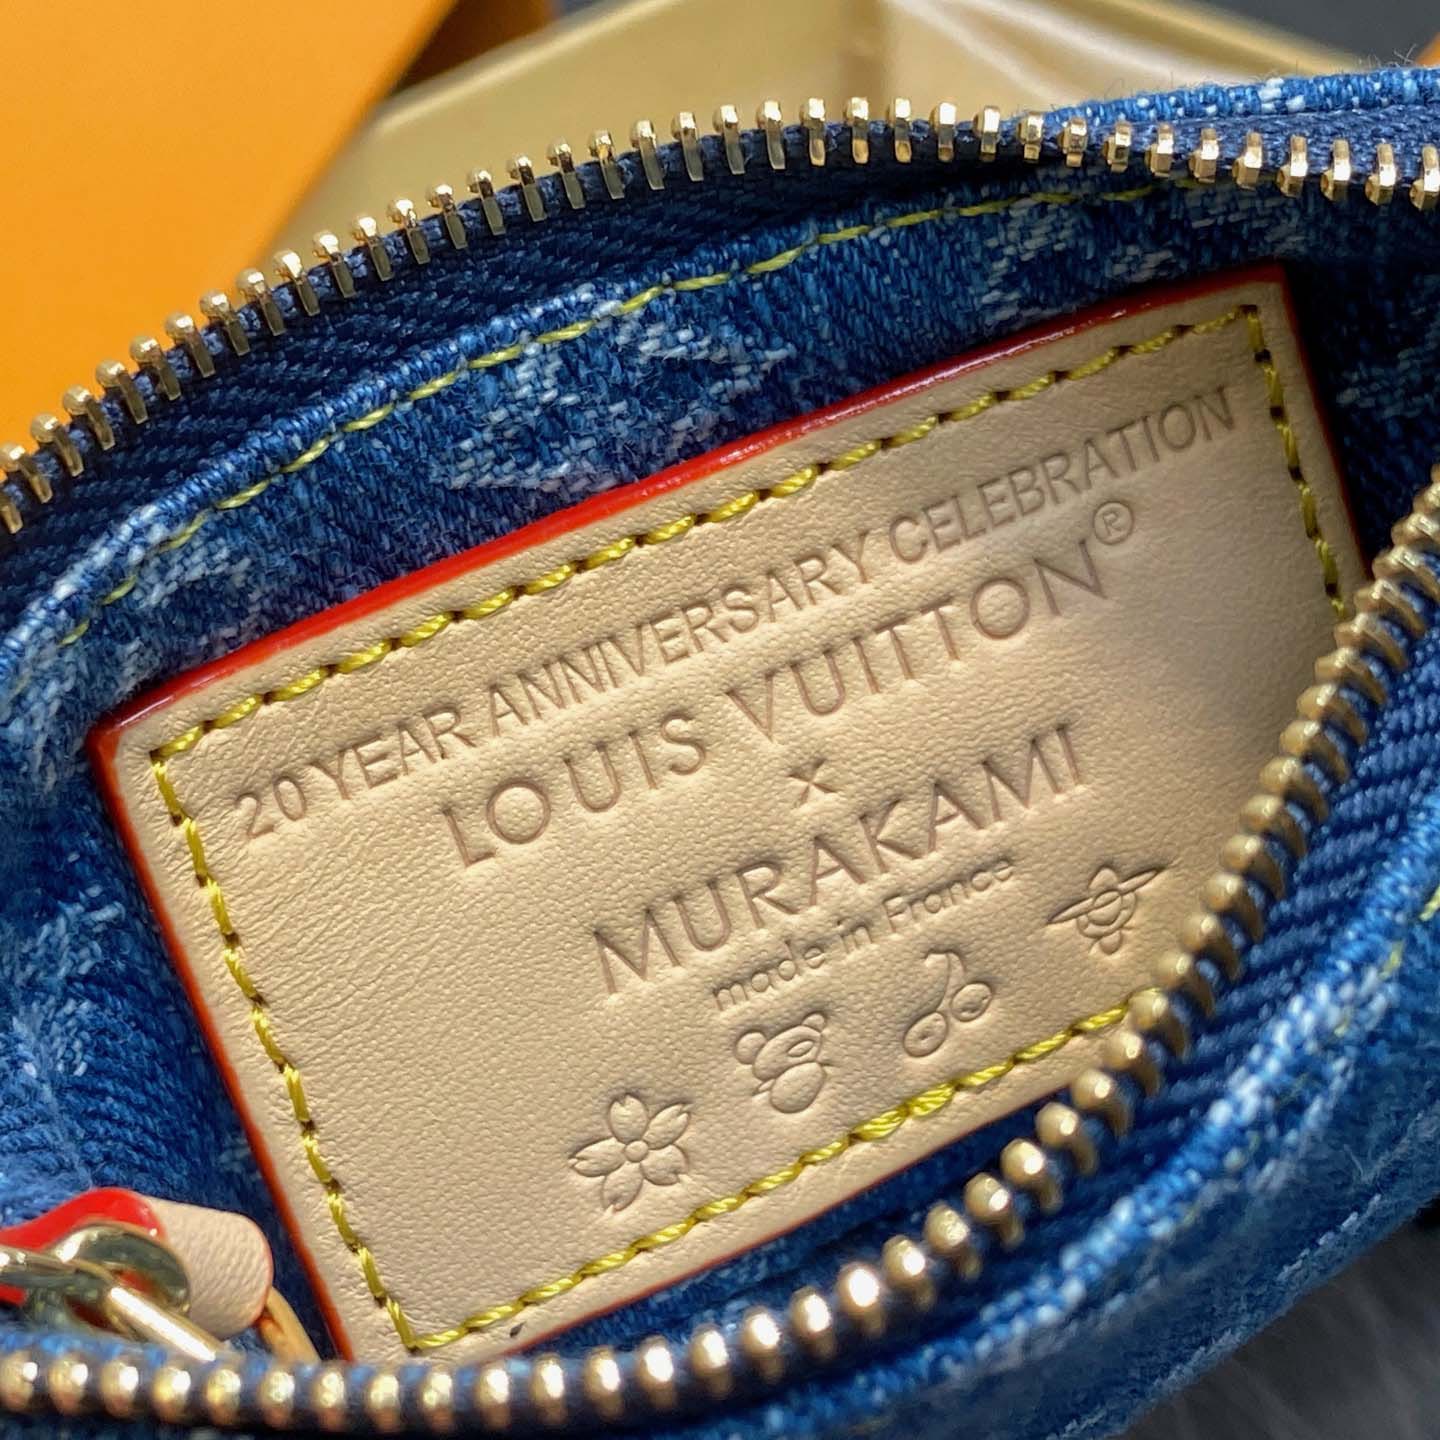 20 YEAR ANNIVERSARY CELEBRATION
LOUIS VUITTON®
x
MURAKAMI
made in France